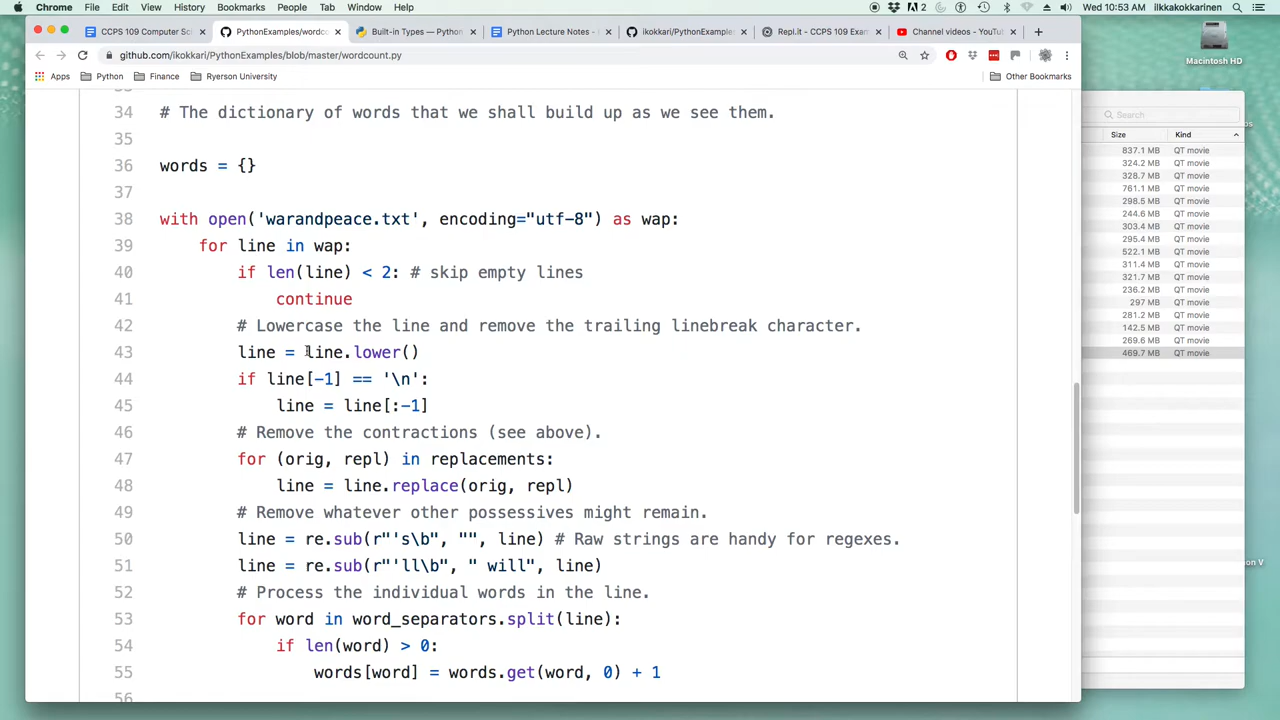 Chrome File Edit View History Bookmarks People Tab Window Help 2 Wed 10:53 AM ilkkakokkarinen
CCPS 109 Computer Sci PythonExamples/wordco Built-in Types — Python Python Lecture Notes - ikokkari/PythonExamples Repl.it - CCPS 109 Exam Channel videos - YouTu
github.com/ikokkari/PythonExamples/blob/master/wordcount.py
Apps Python Finance Ryerson University Other Bookmarks
34 # The dictionary of words that we shall build up as we see them.
35
36 words = {}
37
38 with open('warandpeace.txt', encoding="utf-8") as wap:
39 for line in wap:
40 if len(line) < 2: # skip empty lines
41 continue
42 # Lowercase the line and remove the trailing linebreak character.
43 line = line.lower()
44 if line[-1] == '\n':
45 line = line[:-1]
46 # Remove the contractions (see above).
47 for (orig, repl) in replacements:
48 line = line.replace(orig, repl)
49 # Remove whatever other possessives might remain.
50 line = re.sub(r"'s\b", "", line) # Raw strings are handy for regexes.
51 line = re.sub(r"'ll\b", " will", line)
52 # Process the individual words in the line.
53 for word in word_separators.split(line):
54 if len(word) > 0:
55 words[word] = words.get(word, 0) + 1
Macintosh HD
Search
Size Kind
837.1 MB QT movie
324.2 MB QT movie
328.7 MB QT movie
761.1 MB QT movie
298.5 MB QT movie
244.6 MB QT movie
303.4 MB QT movie
295.4 MB QT movie
522.1 MB QT movie
311.4 MB QT movie
321.7 MB QT movie
236.2 MB QT movie
297 MB QT movie
281.2 MB QT movie
142.5 MB QT movie
269.6 MB QT movie
469.7 MB QT movie